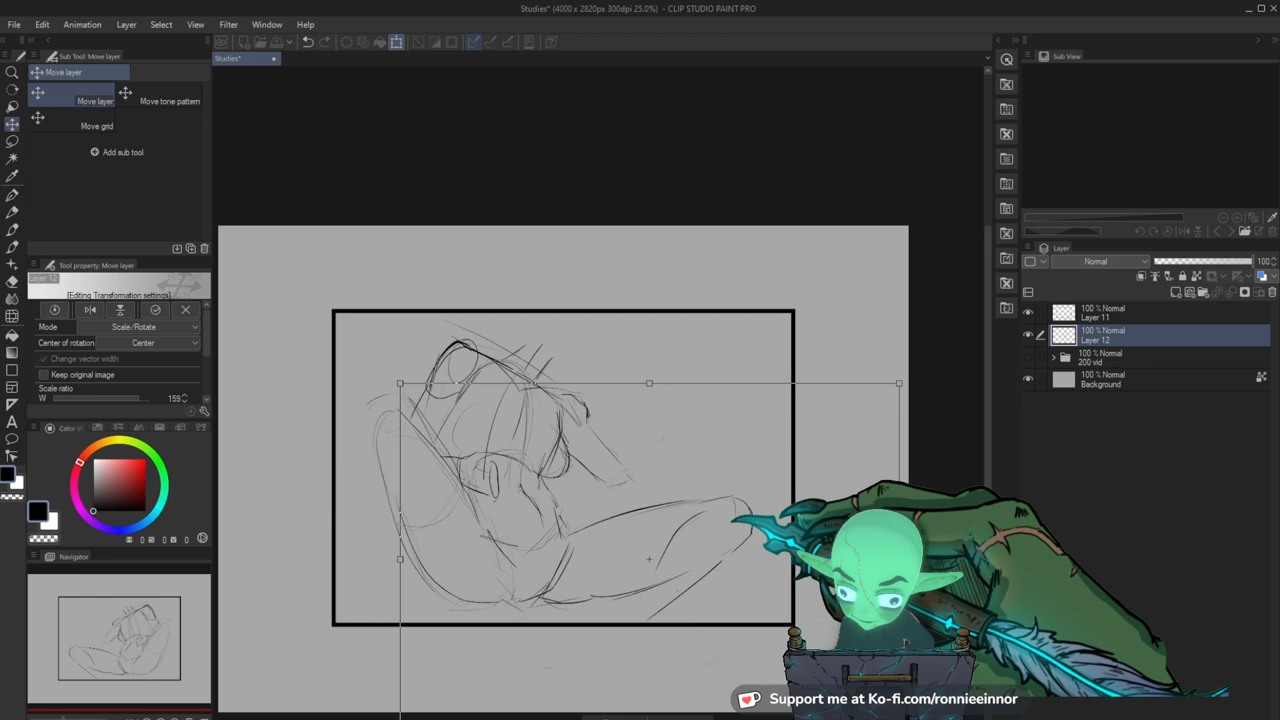 Studies* (4000 x 2820px 300dpi 25.0%) - CLIP STUDIO PAINT PRO
File Edit Animation Layer Select View Filter Window Help
Sub Tool: Move layer
Move layer
Move layer
Move tone pattern
Move grid
Add sub tool
Tool property: Move layer
Layer 12
[Editing Transformation settings]
Mode Scale/Rotate
Center of rotation Center
Change vector width
Keep original image
Scale ratio
W 159
Navigator
Studies*
Sub View
Layer
Normal 100
100 % Normal
Layer 11
100 % Normal
Layer 12
100 % Normal
200 vid
100 % Normal
Background
Support me at Ko-fi.com/ronnieeinnor